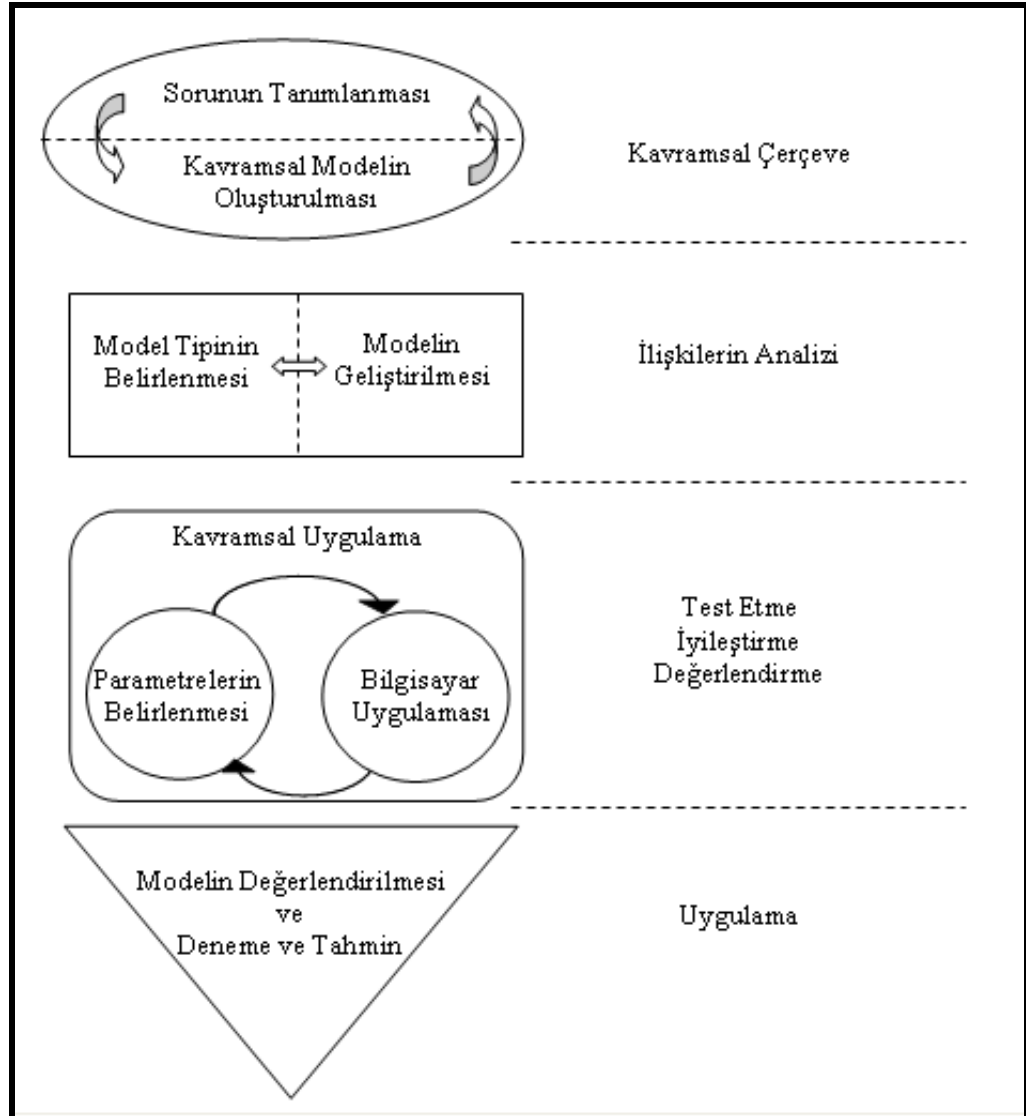 Sorunun Tanımlanması
Kavramsal Modelin
Oluşturulması
Kavramsal Çerçeve
Model Tipinin
Belirlenmesi
Modelin
Geliştirilmesi
İlişkilerin Analizi
Kavramsal Uygulama
Parametrelerin
Belirlenmesi
Bilgisayar
Uygulaması
Test Etme
İyileştirme
Değerlendirme
Modelin Değerlendirilmesi
ve
Deneme ve Tahmin
Uygulama